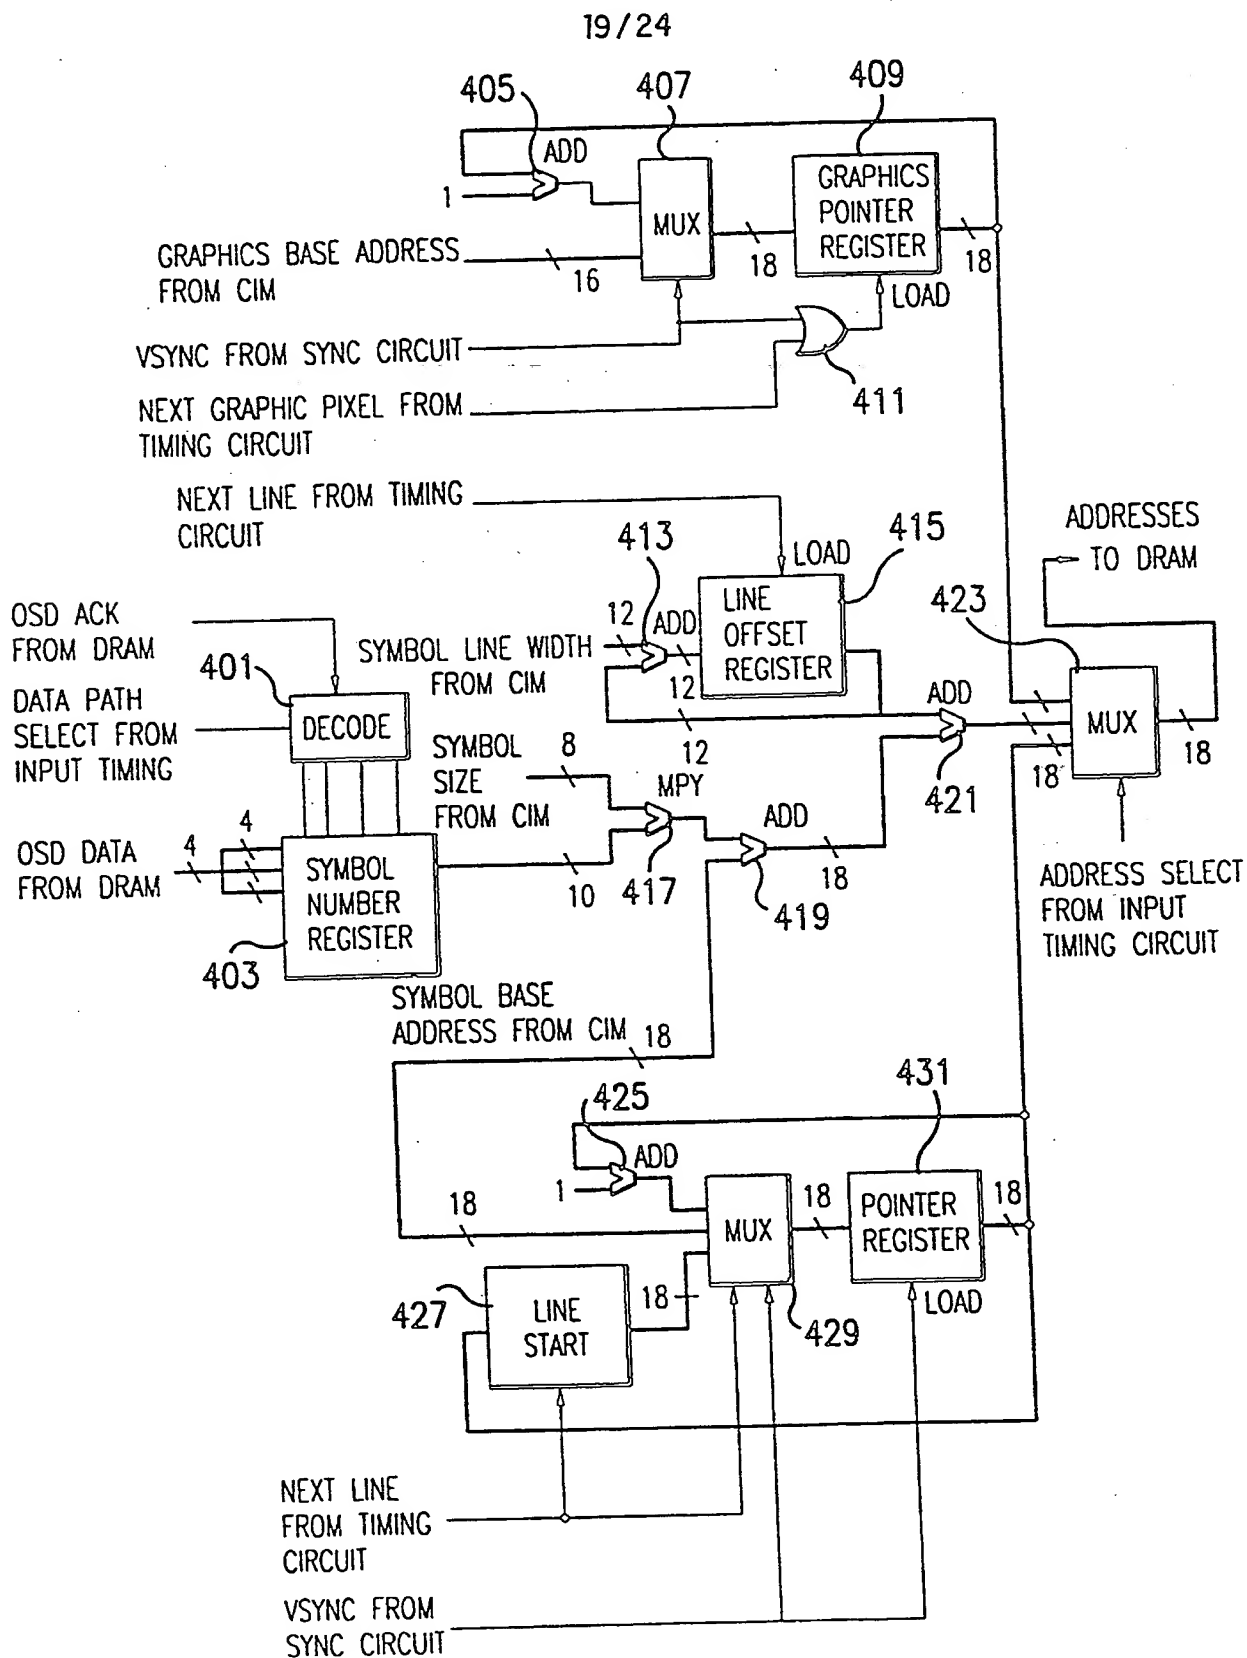 19/24
405
407
409
ADD
1
MUX
GRAPHICS
POINTER
REGISTER
18
18
GRAPHICS BASE ADDRESS
FROM CIM
16
LOAD
VSYNC FROM SYNC CIRCUIT
411
NEXT GRAPHIC PIXEL FROM
TIMING CIRCUIT
NEXT LINE FROM TIMING
CIRCUIT
413
LOAD
415
ADDRESSES
TO DRAM
OSD ACK
FROM DRAM
12
ADD
LINE
OFFSET
REGISTER
423
SYMBOL LINE WIDTH
FROM CIM
12
401
DATA PATH
SELECT FROM
INPUT TIMING
DECODE
12
ADD
MUX
18
18
421
SYMBOL
SIZE
FROM CIM
8
MPY
ADD
18
417
419
10
OSD DATA
FROM DRAM
4
4
SYMBOL
NUMBER
REGISTER
403
ADDRESS SELECT
FROM INPUT
TIMING CIRCUIT
SYMBOL BASE
ADDRESS FROM CIM
18
425
431
ADD
1
18
MUX
18
POINTER
REGISTER
18
427
LINE
START
18
429
LOAD
NEXT LINE
FROM TIMING
CIRCUIT
VSYNC FROM
SYNC CIRCUIT